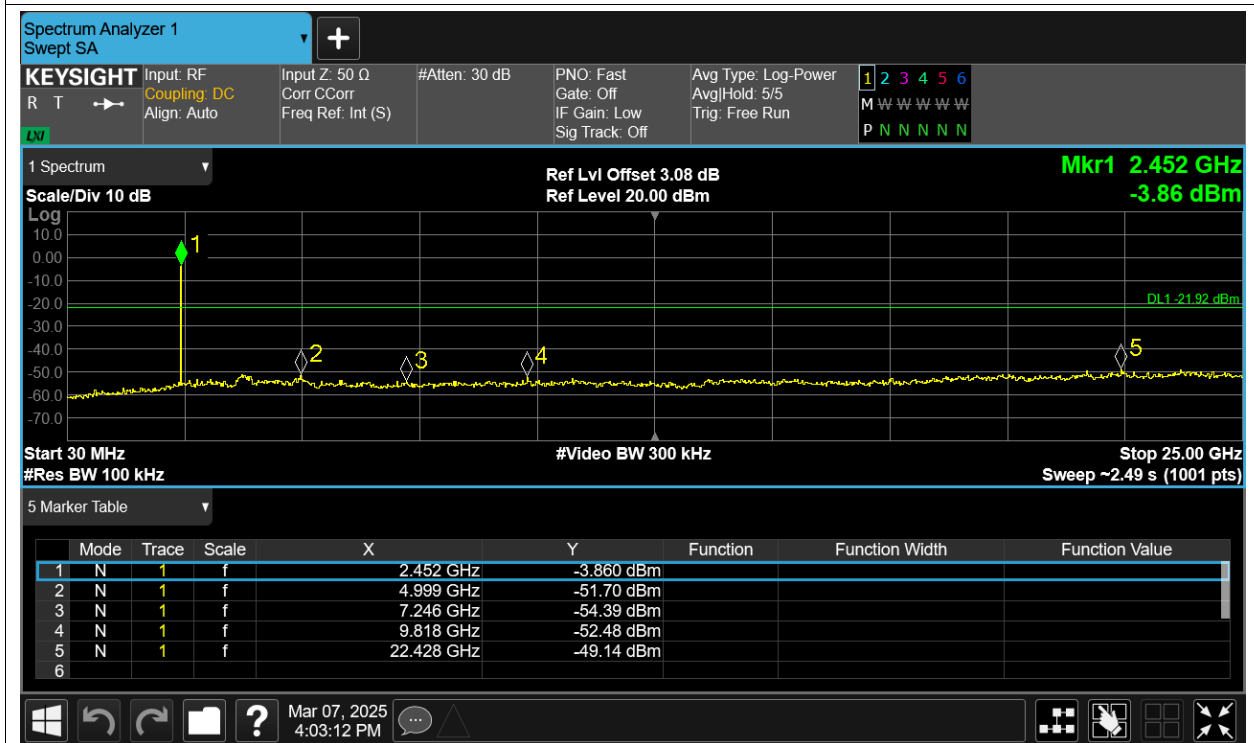 Spectrum Analyzer 1
Swept SA
+
KEYSIGHT
R T
LXI
Input: RF
Coupling: DC
Align: Auto
Input Z: 50 Ω
Corr CCorr
Freq Ref: Int (S)
#Atten: 30 dB
PNO: Fast
Gate: Off
IF Gain: Low
Sig Track: Off
Avg Type: Log-Power
Avg|Hold: 5/5
Trig: Free Run
1 2 3 4 5 6
M W W W W W
P N N N N N
1 Spectrum
Scale/Div 10 dB
Ref Lvl Offset 3.08 dB
Ref Level 20.00 dBm
Mkr1 2.452 GHz
-3.86 dBm
Log
10.0
0.00
-10.0
-20.0
-30.0
-40.0
-50.0
-60.0
-70.0
1
2
3
4
5
DL1 -21.92 dBm
Start 30 MHz
#Res BW 100 kHz
#Video BW 300 kHz
Stop 25.00 GHz
Sweep ~2.49 s (1001 pts)
5 Marker Table
Mode Trace Scale X Y Function Function Width Function Value
1 N 1 f 2.452 GHz -3.860 dBm
2 N 1 f 4.999 GHz -51.70 dBm
3 N 1 f 7.246 GHz -54.39 dBm
4 N 1 f 9.818 GHz -52.48 dBm
5 N 1 f 22.428 GHz -49.14 dBm
6
?
Mar 07, 2025
4:03:12 PM